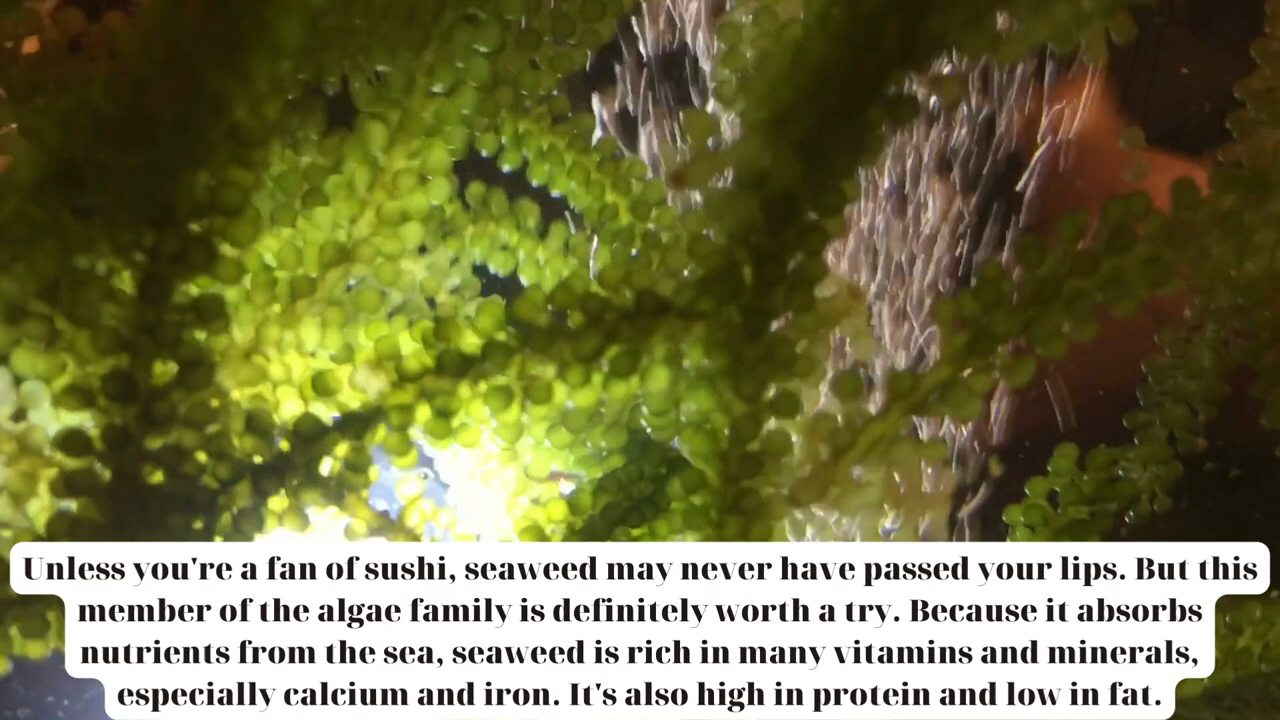 Unless you're a fan of sushi, seaweed may never have passed your lips. But this
member of the algae family is definitely worth a try. Because it absorbs
nutrients from the sea, seaweed is rich in many vitamins and minerals,
especially calcium and iron. It's also high in protein and low in fat.